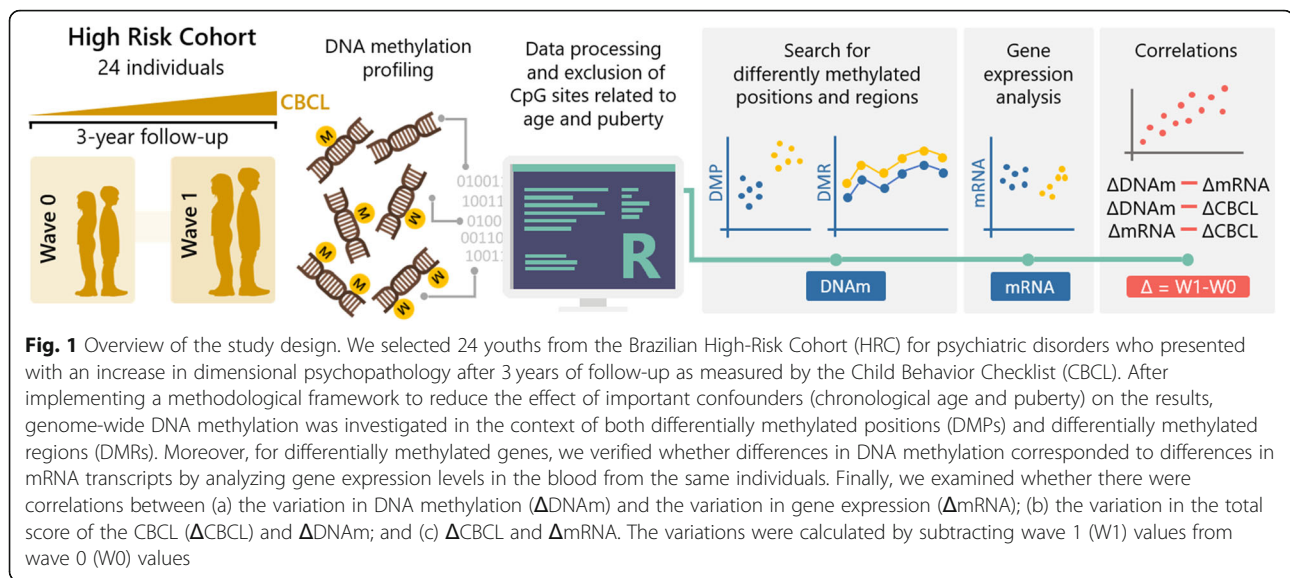 High Risk Cohort
24 individuals
CBCL
3-year follow-up
Wave 0
Wave 1
DNA methylation
profiling
M
M
M
M
M
M
M
M
010011
10011
0100
00110
10011
Data processing
and exclusion of
CpG sites related to
age and puberty
R
Search for
differently methylated
positions and regions
DMP
DMR
DNAm
Gene
expression
analysis
mRNA
mRNA
Correlations
ΔDNAm — ΔmRNA
ΔDNAm — ΔCBCL
ΔmRNA — ΔCBCL
Δ = W1-W0
Fig. 1 Overview of the study design. We selected 24 youths from the Brazilian High-Risk Cohort (HRC) for psychiatric disorders who presented
with an increase in dimensional psychopathology after 3 years of follow-up as measured by the Child Behavior Checklist (CBCL). After
implementing a methodological framework to reduce the effect of important confounders (chronological age and puberty) on the results,
genome-wide DNA methylation was investigated in the context of both differentially methylated positions (DMPs) and differentially methylated
regions (DMRs). Moreover, for differentially methylated genes, we verified whether differences in DNA methylation corresponded to differences in
mRNA transcripts by analyzing gene expression levels in the blood from the same individuals. Finally, we examined whether there were
correlations between (a) the variation in DNA methylation (ΔDNAm) and the variation in gene expression (ΔmRNA); (b) the variation in the total
score of the CBCL (ΔCBCL) and ΔDNAm; and (c) ΔCBCL and ΔmRNA. The variations were calculated by subtracting wave 1 (W1) values from
wave 0 (W0) values